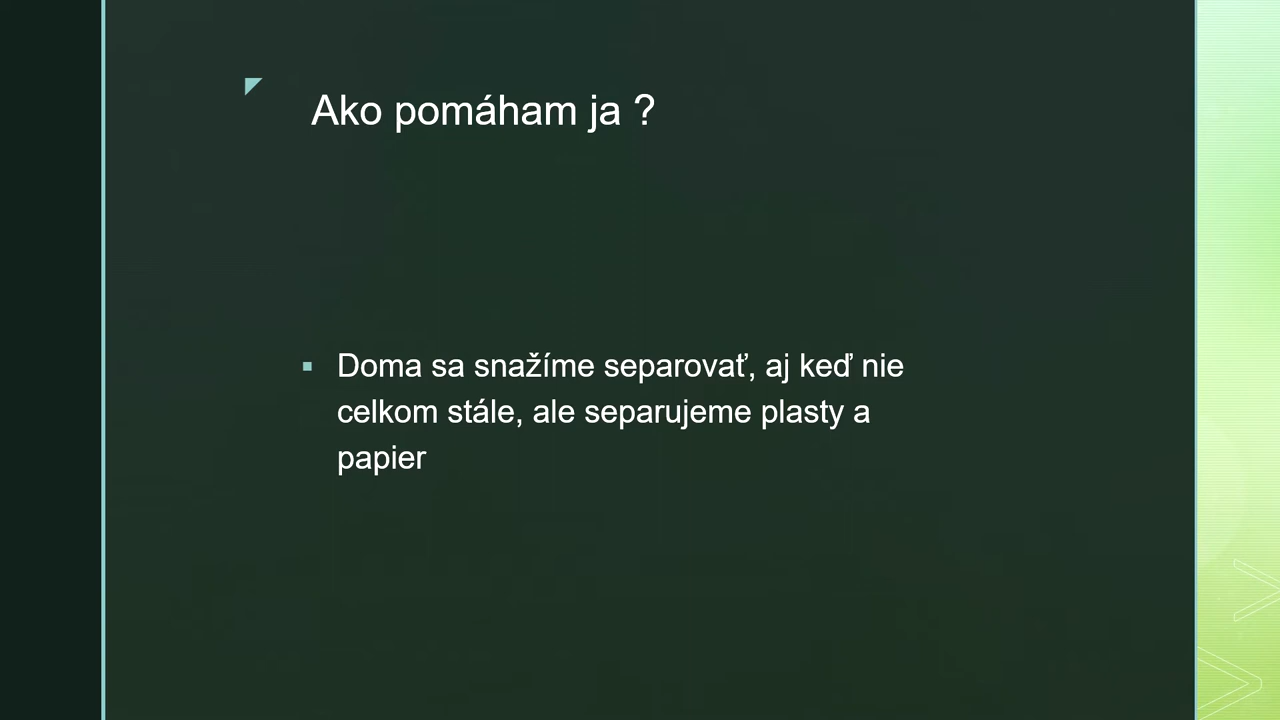 Ako pomáham ja ?
Doma sa snažíme separovať, aj keď nie
celkom stále, ale separujeme plasty a
papier